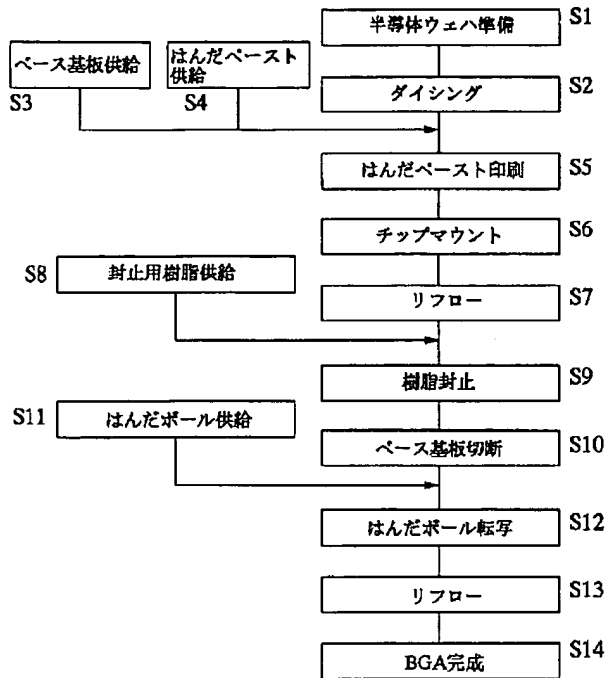 半導体ウェハ準備
S1
ベース基板供給
S3
はんだペースト
供給
S4
ダイシング
S2
はんだペースト印刷
S5
チップマウント
S6
S8
封止用樹脂供給
リフロー
S7
樹脂封止
S9
S11
はんだボール供給
ベース基板切断
S10
はんだボール転写
S12
リフロー
S13
BGA完成
S14